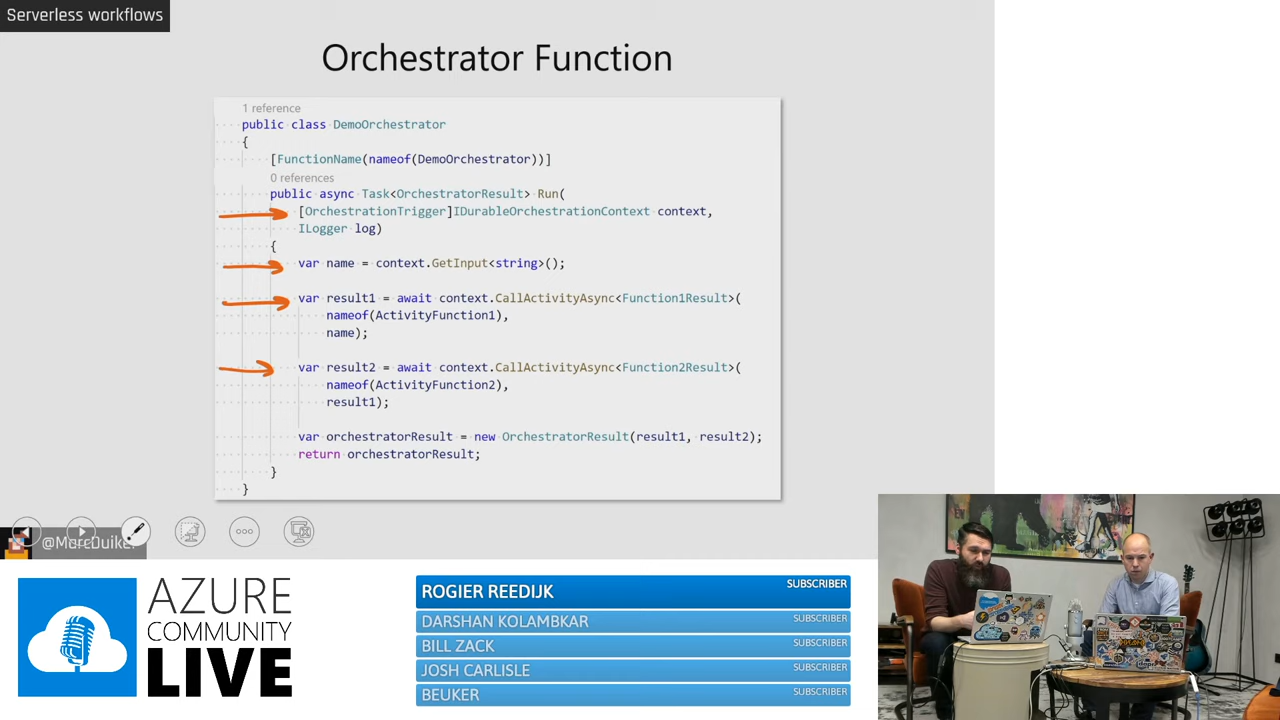 Serverless workflows
Orchestrator Function
1 reference
public class DemoOrchestrator
{
[FunctionName(nameof(DemoOrchestrator))]
0 references
public async Task<OrchestratorResult> Run(
[OrchestrationTrigger]IDurableOrchestrationContext context,
ILogger log)
{
var name = context.GetInput<string>();
var result1 = await context.CallActivityAsync<Function1Result>(
nameof(ActivityFunction1),
name);
var result2 = await context.CallActivityAsync<Function2Result>(
nameof(ActivityFunction2),
result1);
var orchestratorResult = new OrchestratorResult(result1, result2);
return orchestratorResult;
}
}
@MarcDuiker
AZURE
COMMUNITY
LIVE
ROGIER REEDIJK SUBSCRIBER
DARSHAN KOLAMBKAR SUBSCRIBER
BILL ZACK SUBSCRIBER
JOSH CARLISLE SUBSCRIBER
BEUKER SUBSCRIBER